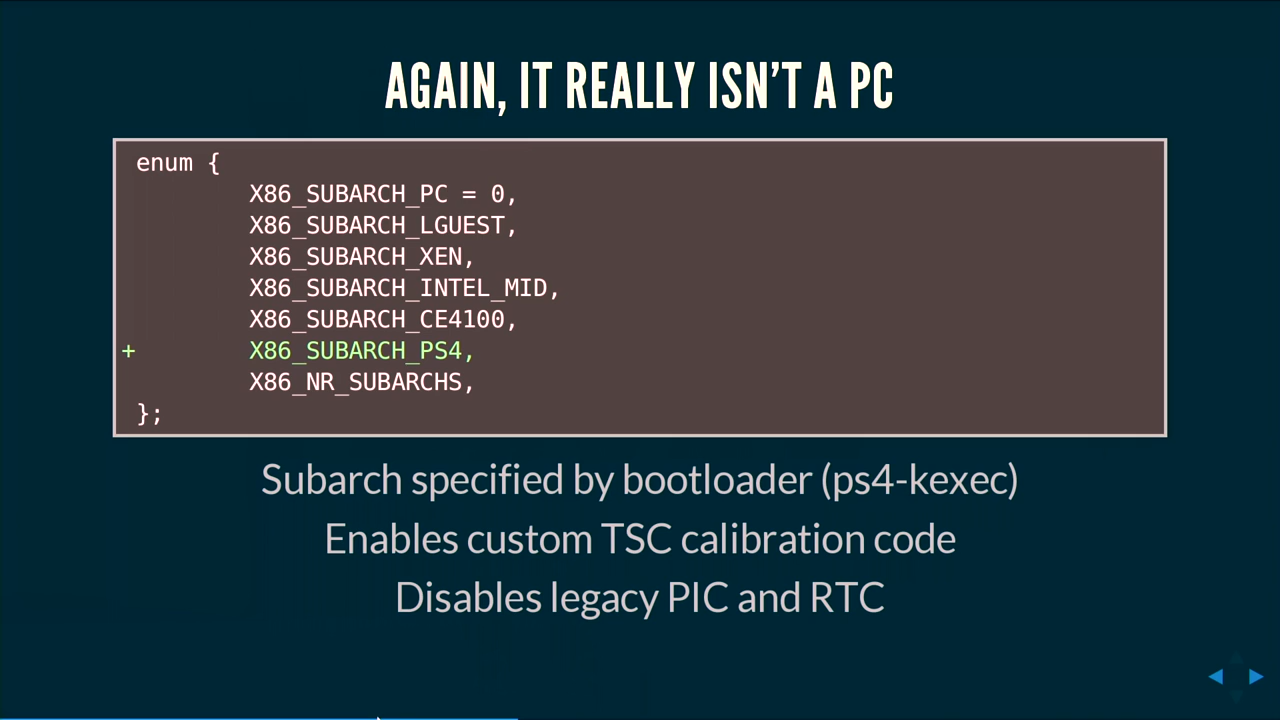 AGAIN, IT REALLY ISN'T A PC
enum {
X86_SUBARCH_PC = 0,
X86_SUBARCH_LGUEST,
X86_SUBARCH_XEN,
X86_SUBARCH_INTEL_MID,
X86_SUBARCH_CE4100,
+ X86_SUBARCH_PS4,
X86_NR_SUBARCHS,
};
Subarch specified by bootloader (ps4-kexec)
Enables custom TSC calibration code
Disables legacy PIC and RTC